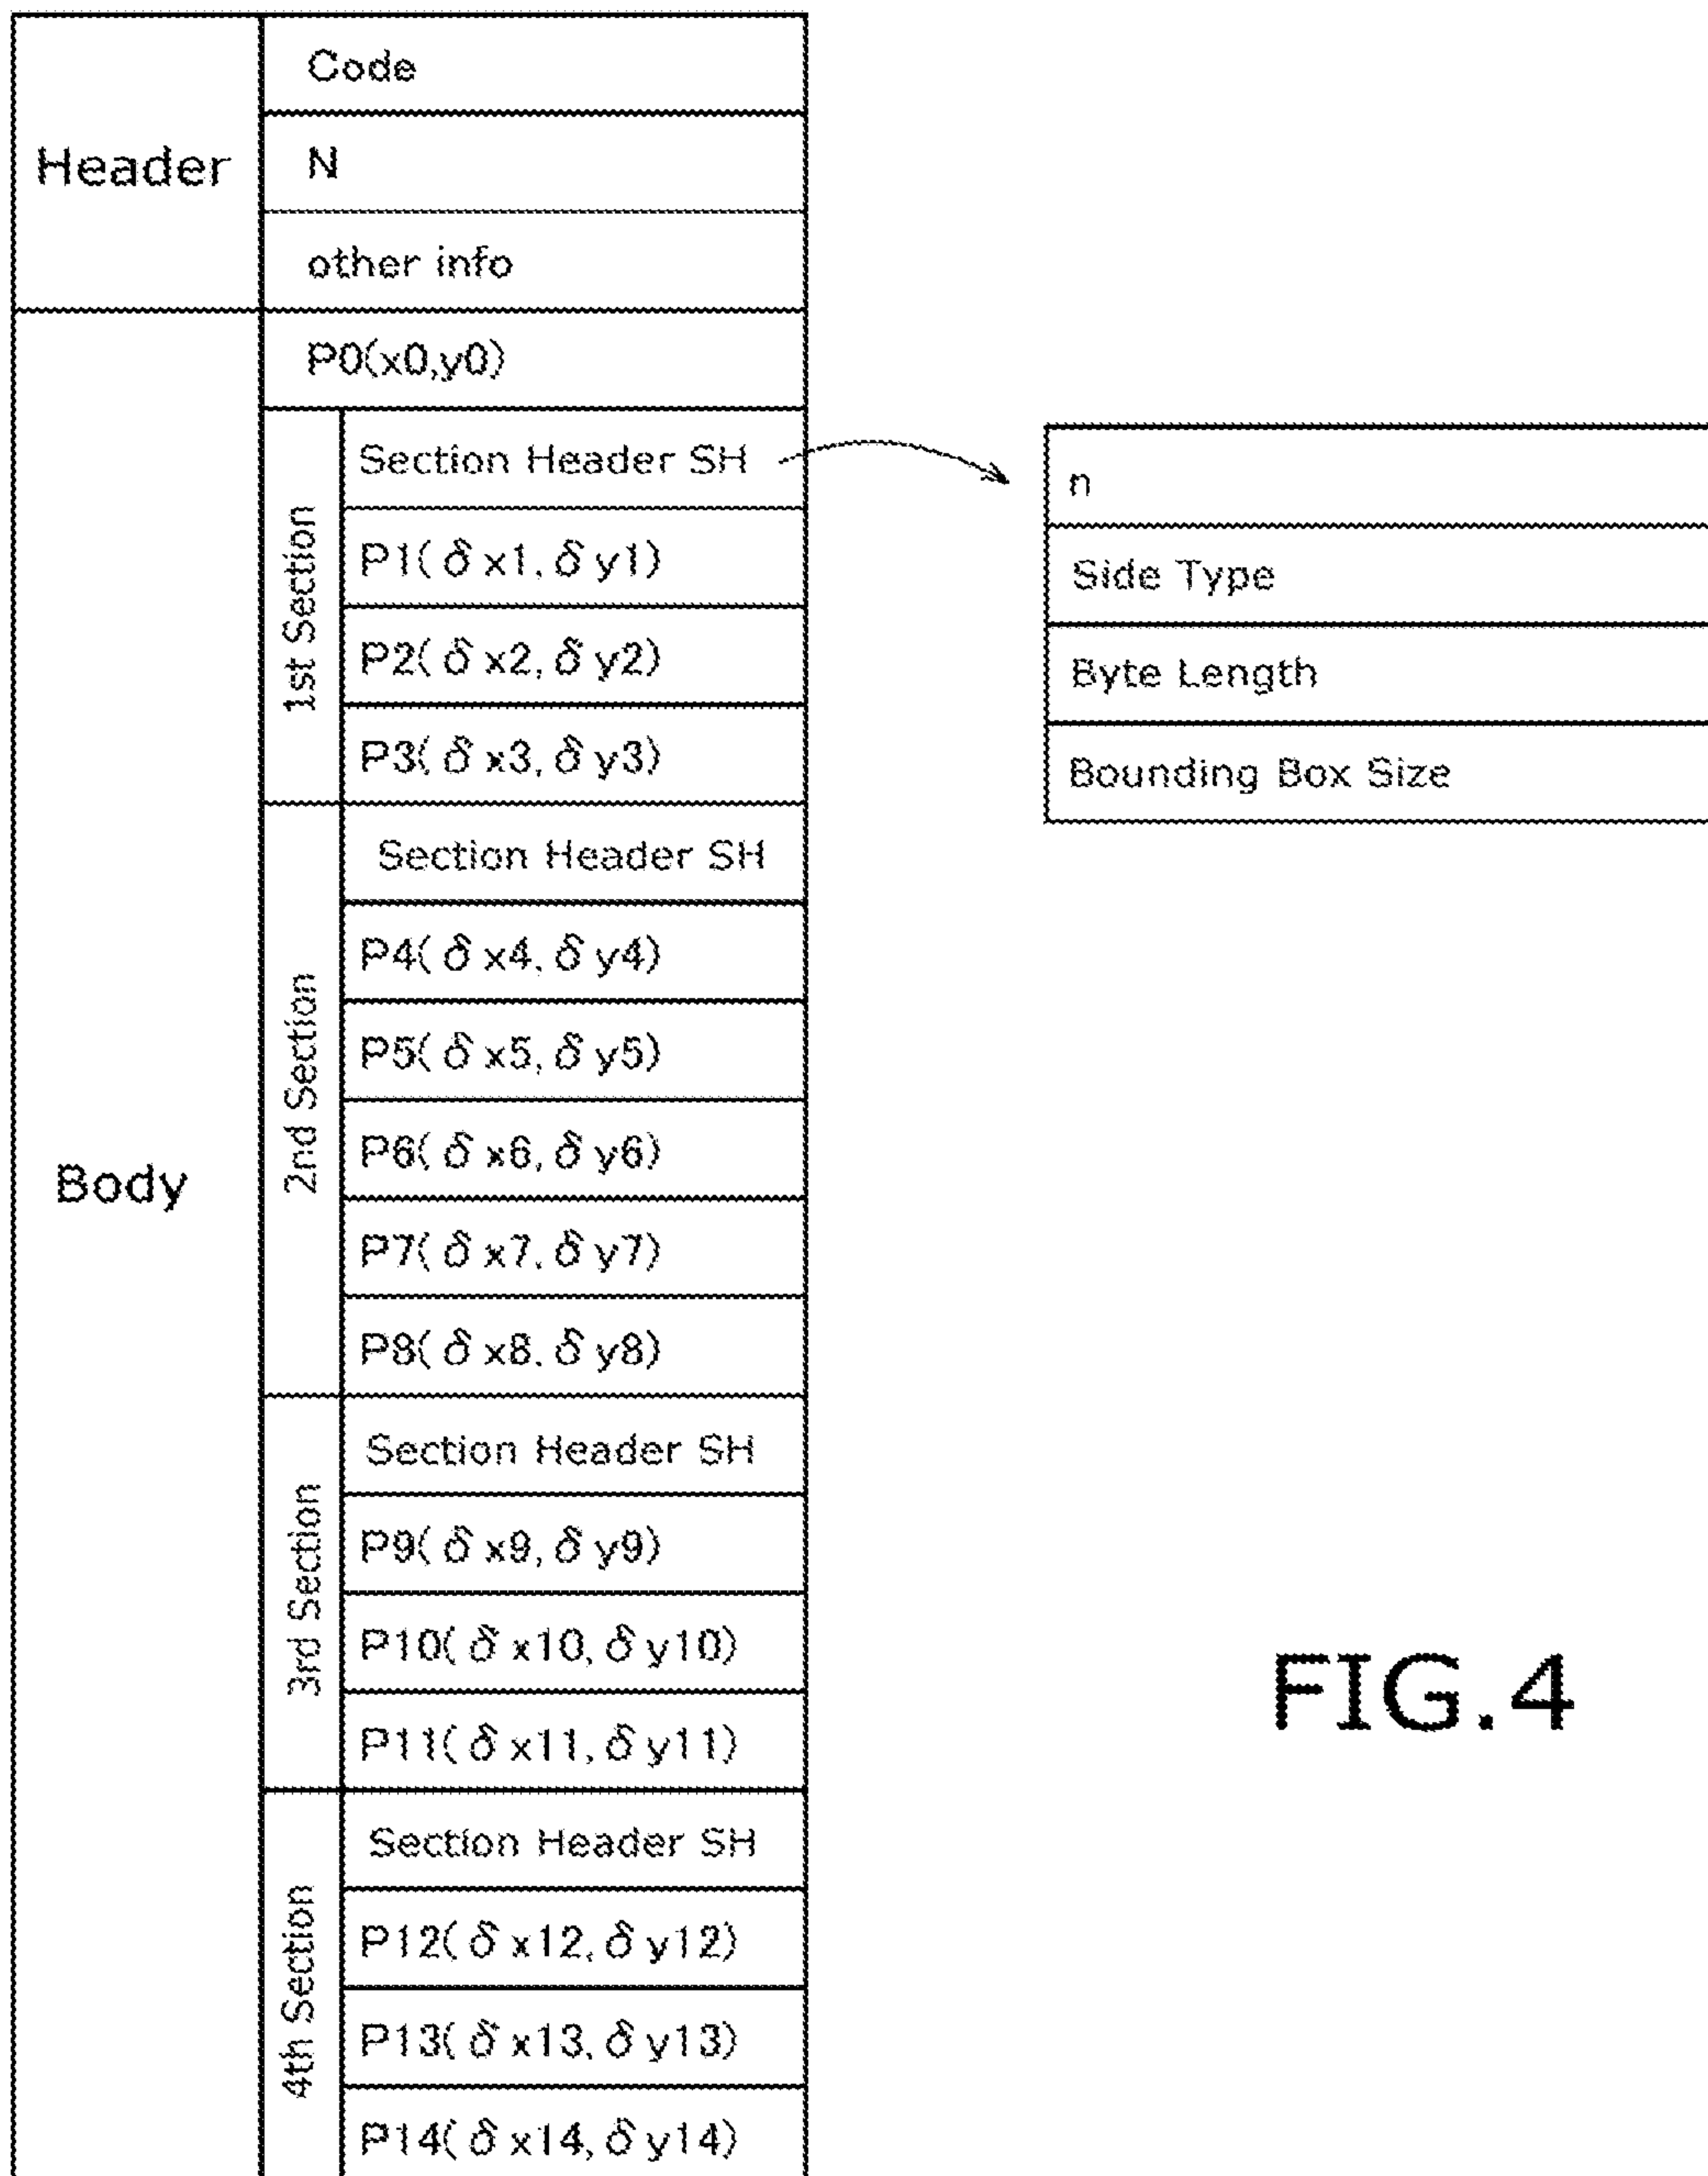 Header
Code
N
other info
Body
P0(x0,y0)
1st Section
Section Header SH
P1(δx1,δy1)
P2(δx2,δy2)
P3(δx3,δy3)
2nd Section
Section Header SH
P4(δx4,δy4)
P5(δx5,δy5)
P6(δx6,δy6)
P7(δx7,δy7)
P8(δx8,δy8)
3rd Section
Section Header SH
P9(δx9,δy9)
P10(δx10,δy10)
P11(δx11,δy11)
4th Section
Section Header SH
P12(δx12,δy12)
P13(δx13,δy13)
P14(δx14,δy14)
n
Side Type
Byte Length
Bounding Box Size
FIG.4